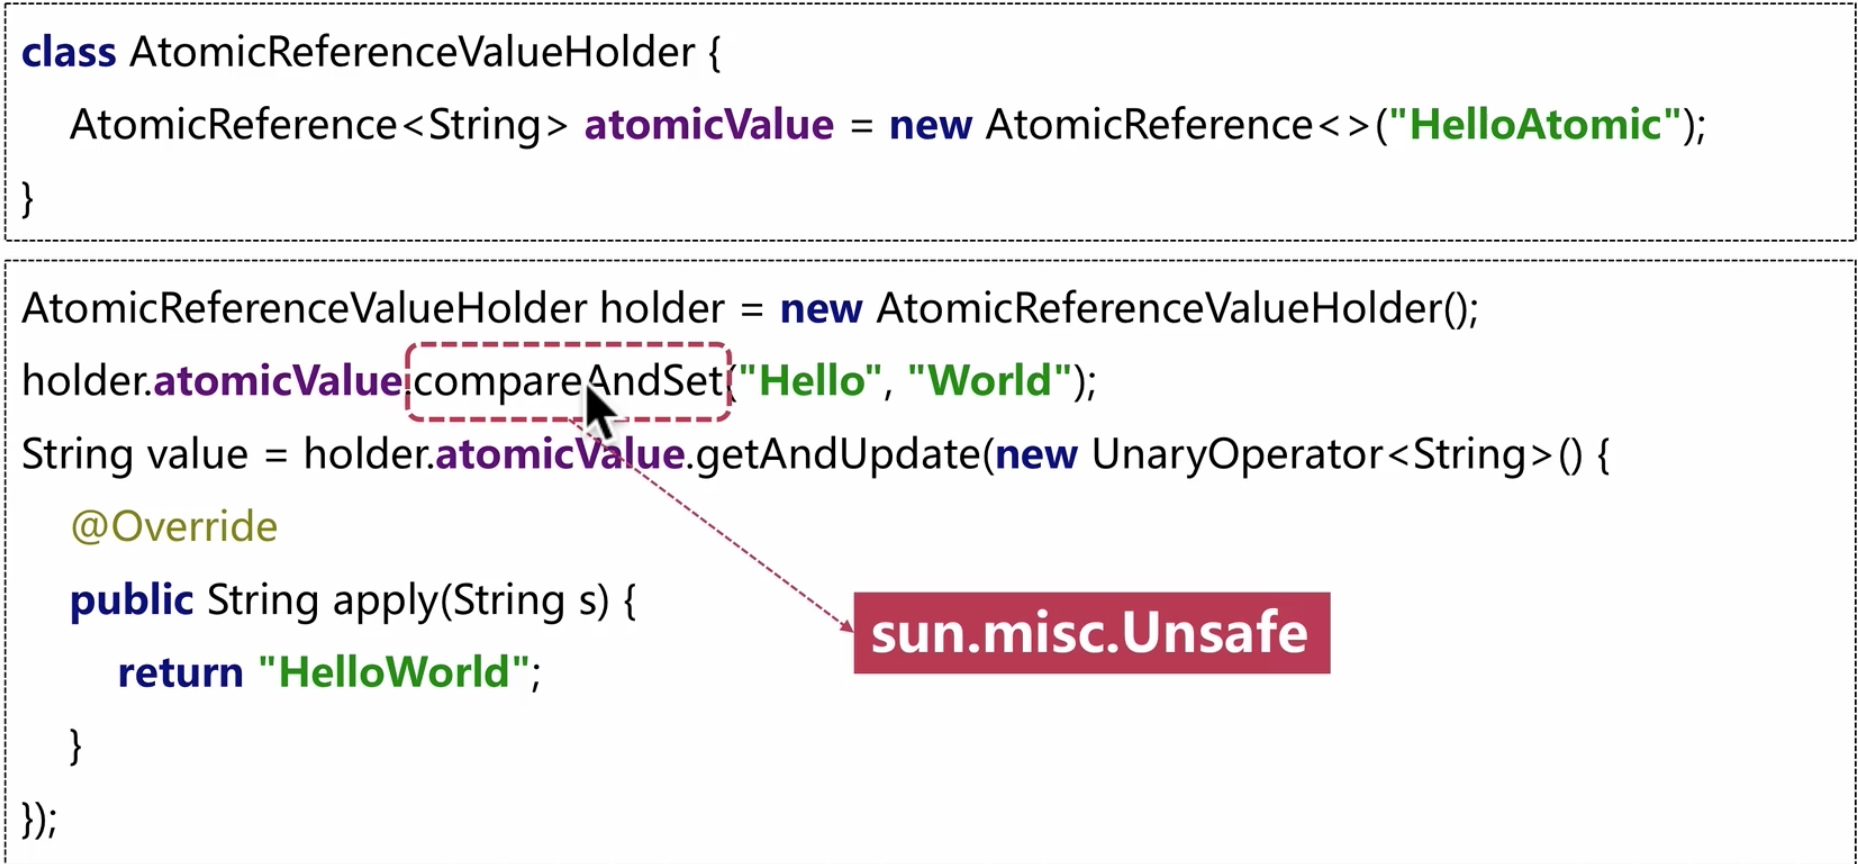 class AtomicReferenceValueHolder {
AtomicReference<String> atomicValue = new AtomicReference<>("HelloAtomic");
}
AtomicReferenceValueHolder holder = new AtomicReferenceValueHolder();
holder.atomicValue.compareAndSet("Hello", "World");
String value = holder.atomicValue.getAndUpdate(new UnaryOperator<String>() {
@Override
public String apply(String s) {
sun.misc.Unsafe
return "HelloWorld";
}
});